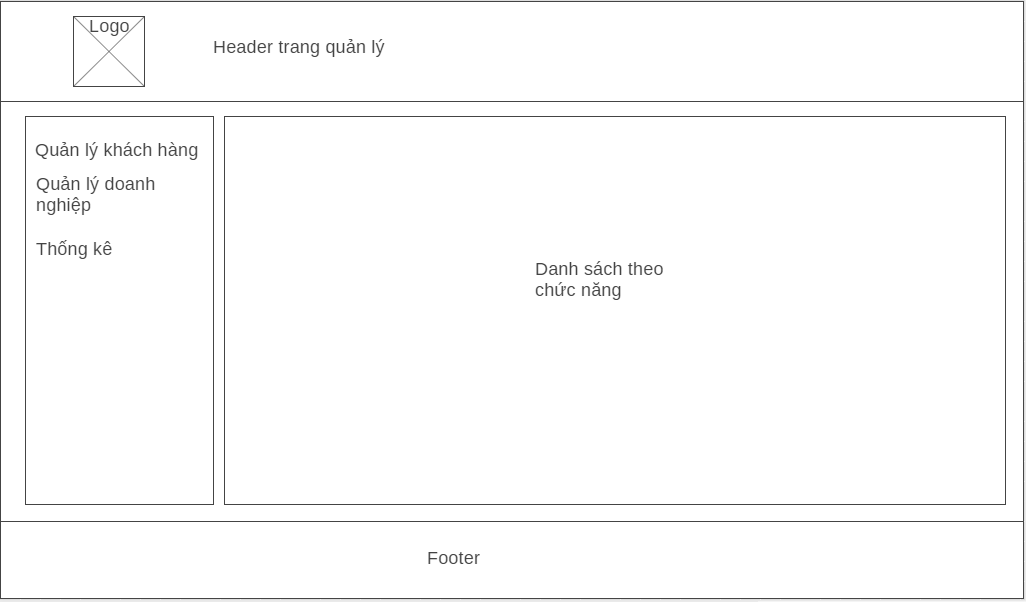 Logo
Header trang quản lý
Quản lý khách hàng
Quản lý doanh
nghiệp
Thống kê
Danh sách theo
chức năng
Footer